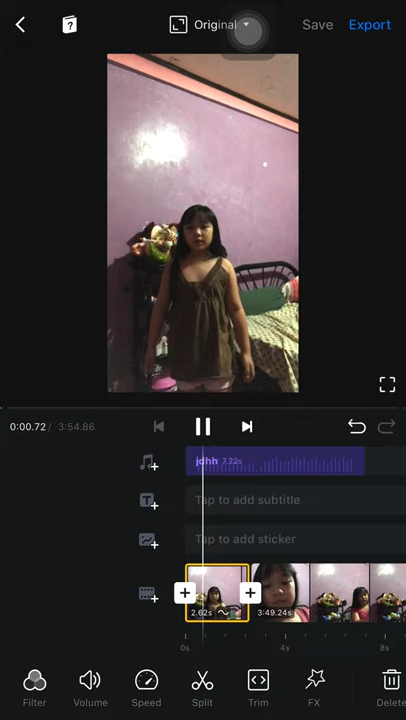 Original
Save
Export
0:00.72 / 3:54.86
jdhh 7.22s
Tap to add subtitle
Tap to add sticker
2.62s
3:49.24s
0s
4s
8s
Filter
Volume
Speed
Split
Trim
FX
Delete